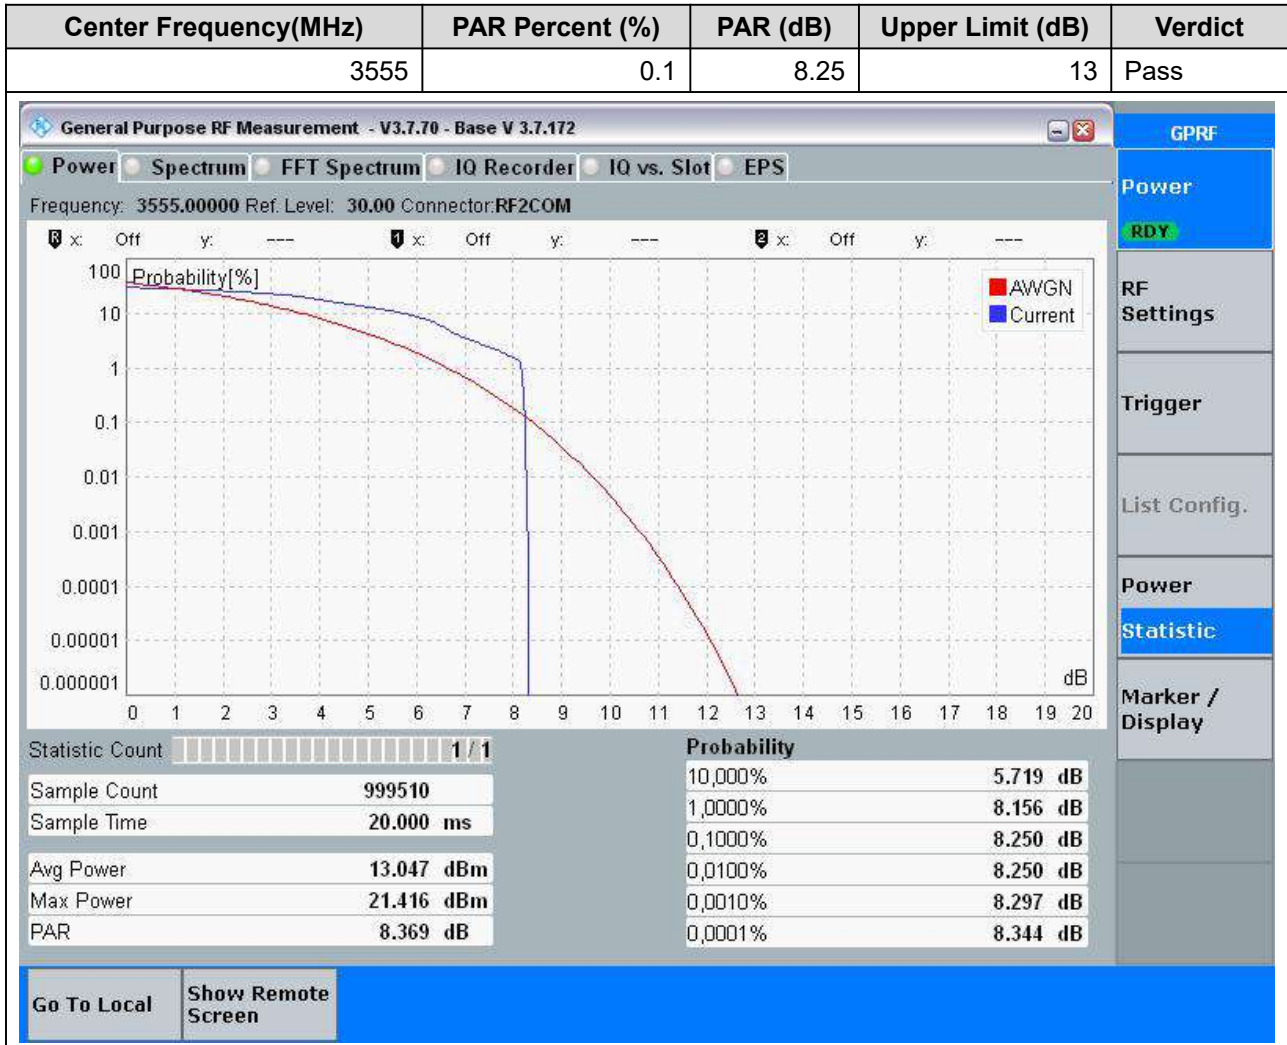 Center Frequency(MHz) PAR Percent (%) PAR (dB) Upper Limit (dB) Verdict
3555 0.1 8.25 13 Pass
General Purpose RF Measurement - V3.7.70 - Base V 3.7.172
GPRF
Power Spectrum FFT Spectrum IQ Recorder IQ vs. Slot EPS
Frequency: 3555.00000 Ref. Level: 30.00 Connector:RF2COM
R x: Off y: --- 1 x: Off y: --- 2 x: Off y: ---
Probability[%]
AWGN
Current
100
10
1
0.1
0.01
0.001
0.0001
0.00001
0.000001
dB
0 1 2 3 4 5 6 7 8 9 10 11 12 13 14 15 16 17 18 19 20
Statistic Count 1 / 1
Sample Count 999510
Sample Time 20.000 ms
Avg Power 13.047 dBm
Max Power 21.416 dBm
PAR 8.369 dB
Probability
10,000% 5.719 dB
1,0000% 8.156 dB
0,1000% 8.250 dB
0,0100% 8.250 dB
0,0010% 8.297 dB
0,0001% 8.344 dB
Power
RDY
RF
Settings
Trigger
List Config.
Power
Statistic
Marker /
Display
Go To Local
Show Remote
Screen